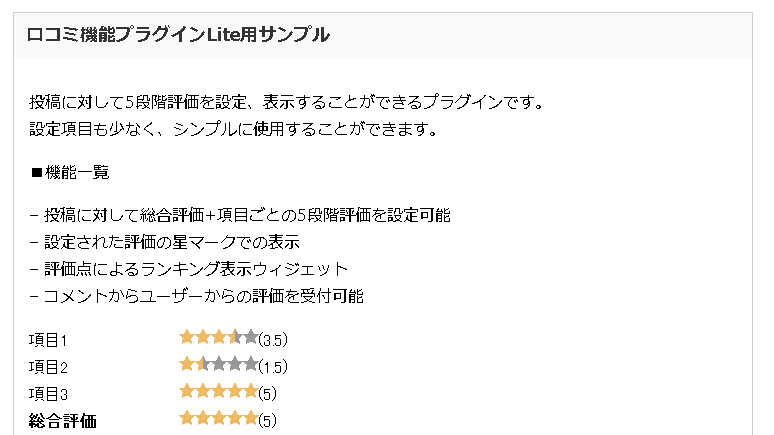 口コミ機能プラグインLite用サンプル
投稿に対して5段階評価を設定、表示することができるプラグインです。
設定項目も少なく、シンプルに使用することができます。
■機能一覧
- 投稿に対して総合評価+項目ごとの5段階評価を設定可能
- 設定された評価の星マークでの表示
- 評価点によるランキング表示ウィジェット
- コメントからユーザーからの評価を受付可能
項目1 ★★★★★(3.5)
項目2 ★★★★★(1.5)
項目3 ★★★★★(5)
総合評価 ★★★★★(5)